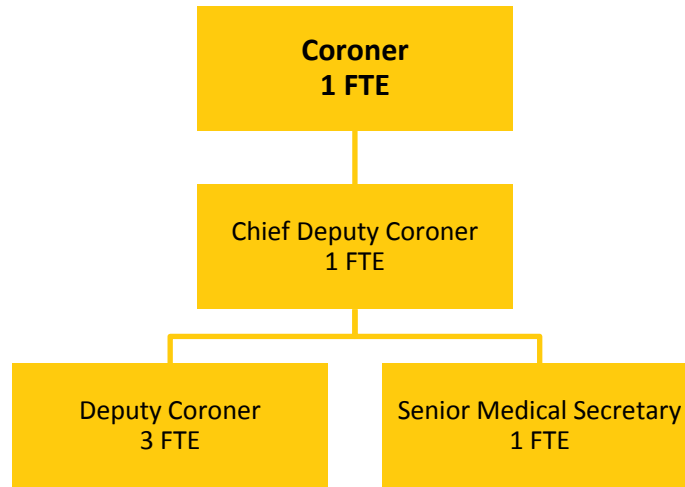 Coroner
1 FTE
Chief Deputy Coroner
1 FTE
Deputy Coroner
3 FTE
Senior Medical Secretary
1 FTE